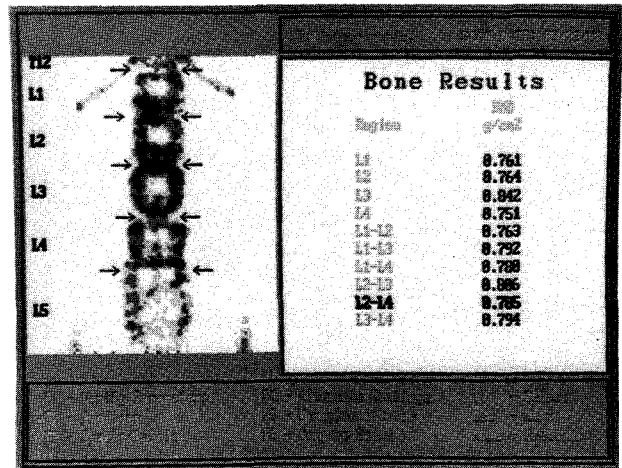 T12
L1
L2
L3
L4
L5
Bone Results
BMD
Region g/cm2
L1 0.761
L2 0.764
L3 0.842
L4 0.751
L1-L2 0.763
L1-L3 0.792
L1-L4 0.780
L2-L3 0.806
L2-L4 0.785
L3-L4 0.794